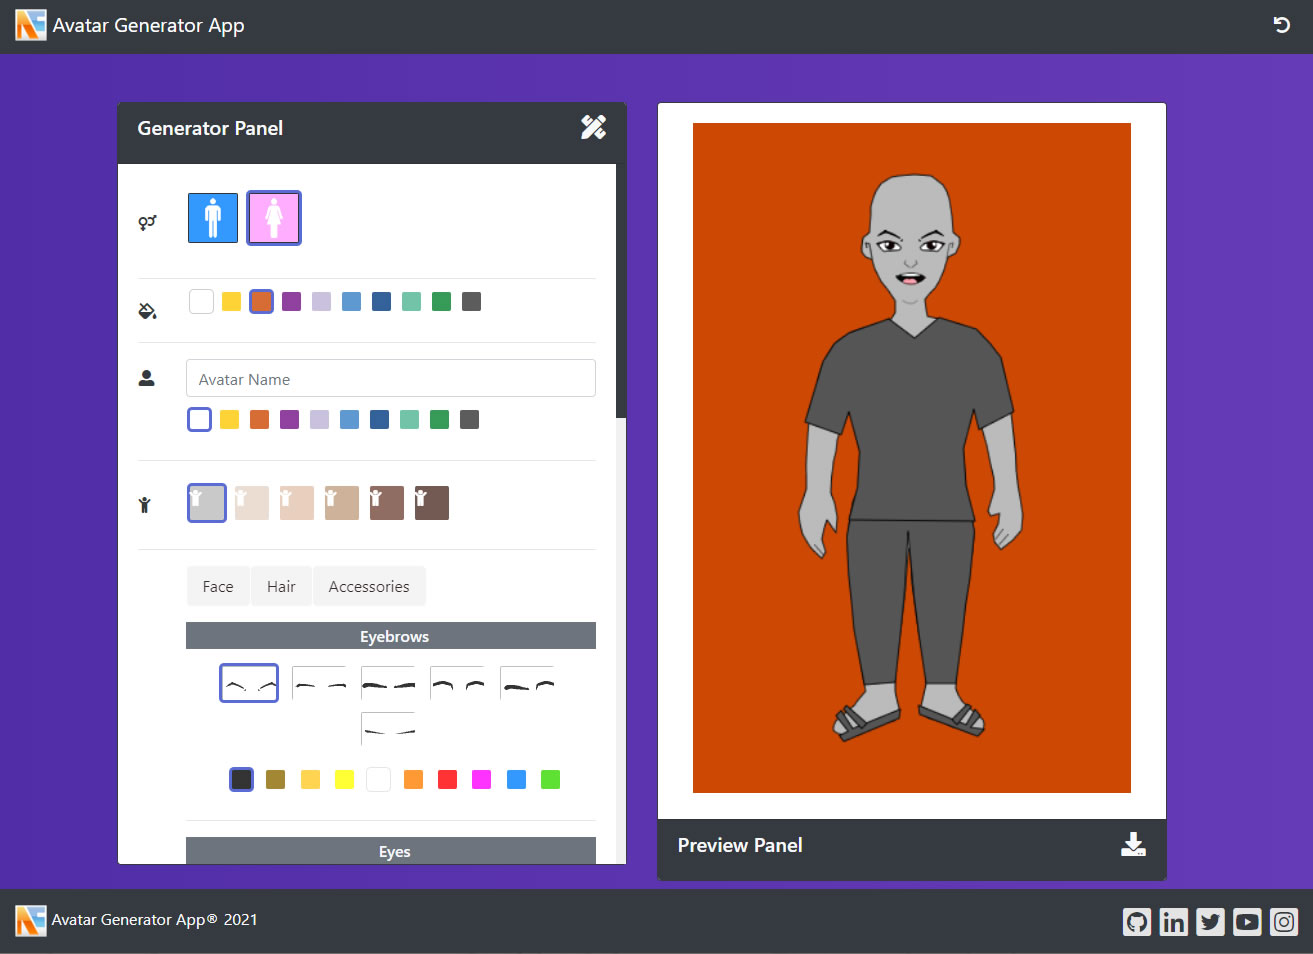 Avatar Generator App
Generator Panel
Avatar Name
Face
Hair
Accessories
Eyebrows
Eyes
Preview Panel
Avatar Generator App® 2021